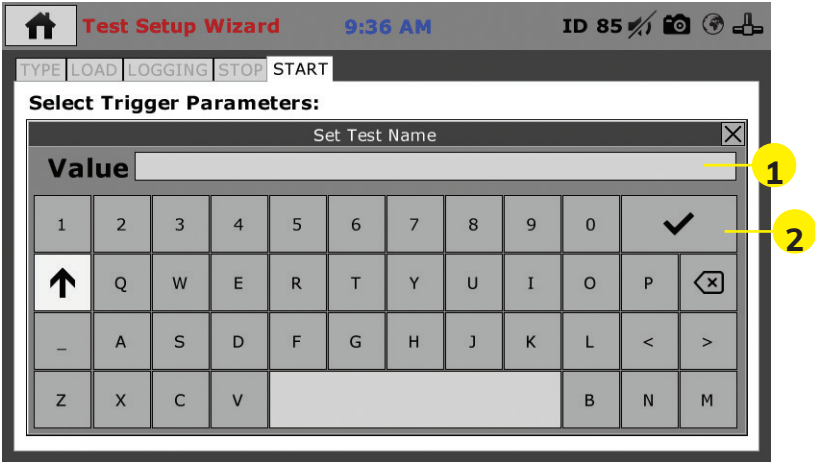 Test Setup Wizard 9:36 AM ID 85
TYPE LOAD LOGGING STOP START
Select Trigger Parameters:
Set Test Name
Value
1
1 2 3 4 5 6 7 8 9 0
2
Q W E R T Y U I O P
_ A S D F G H J K L < >
Z X C V B N M